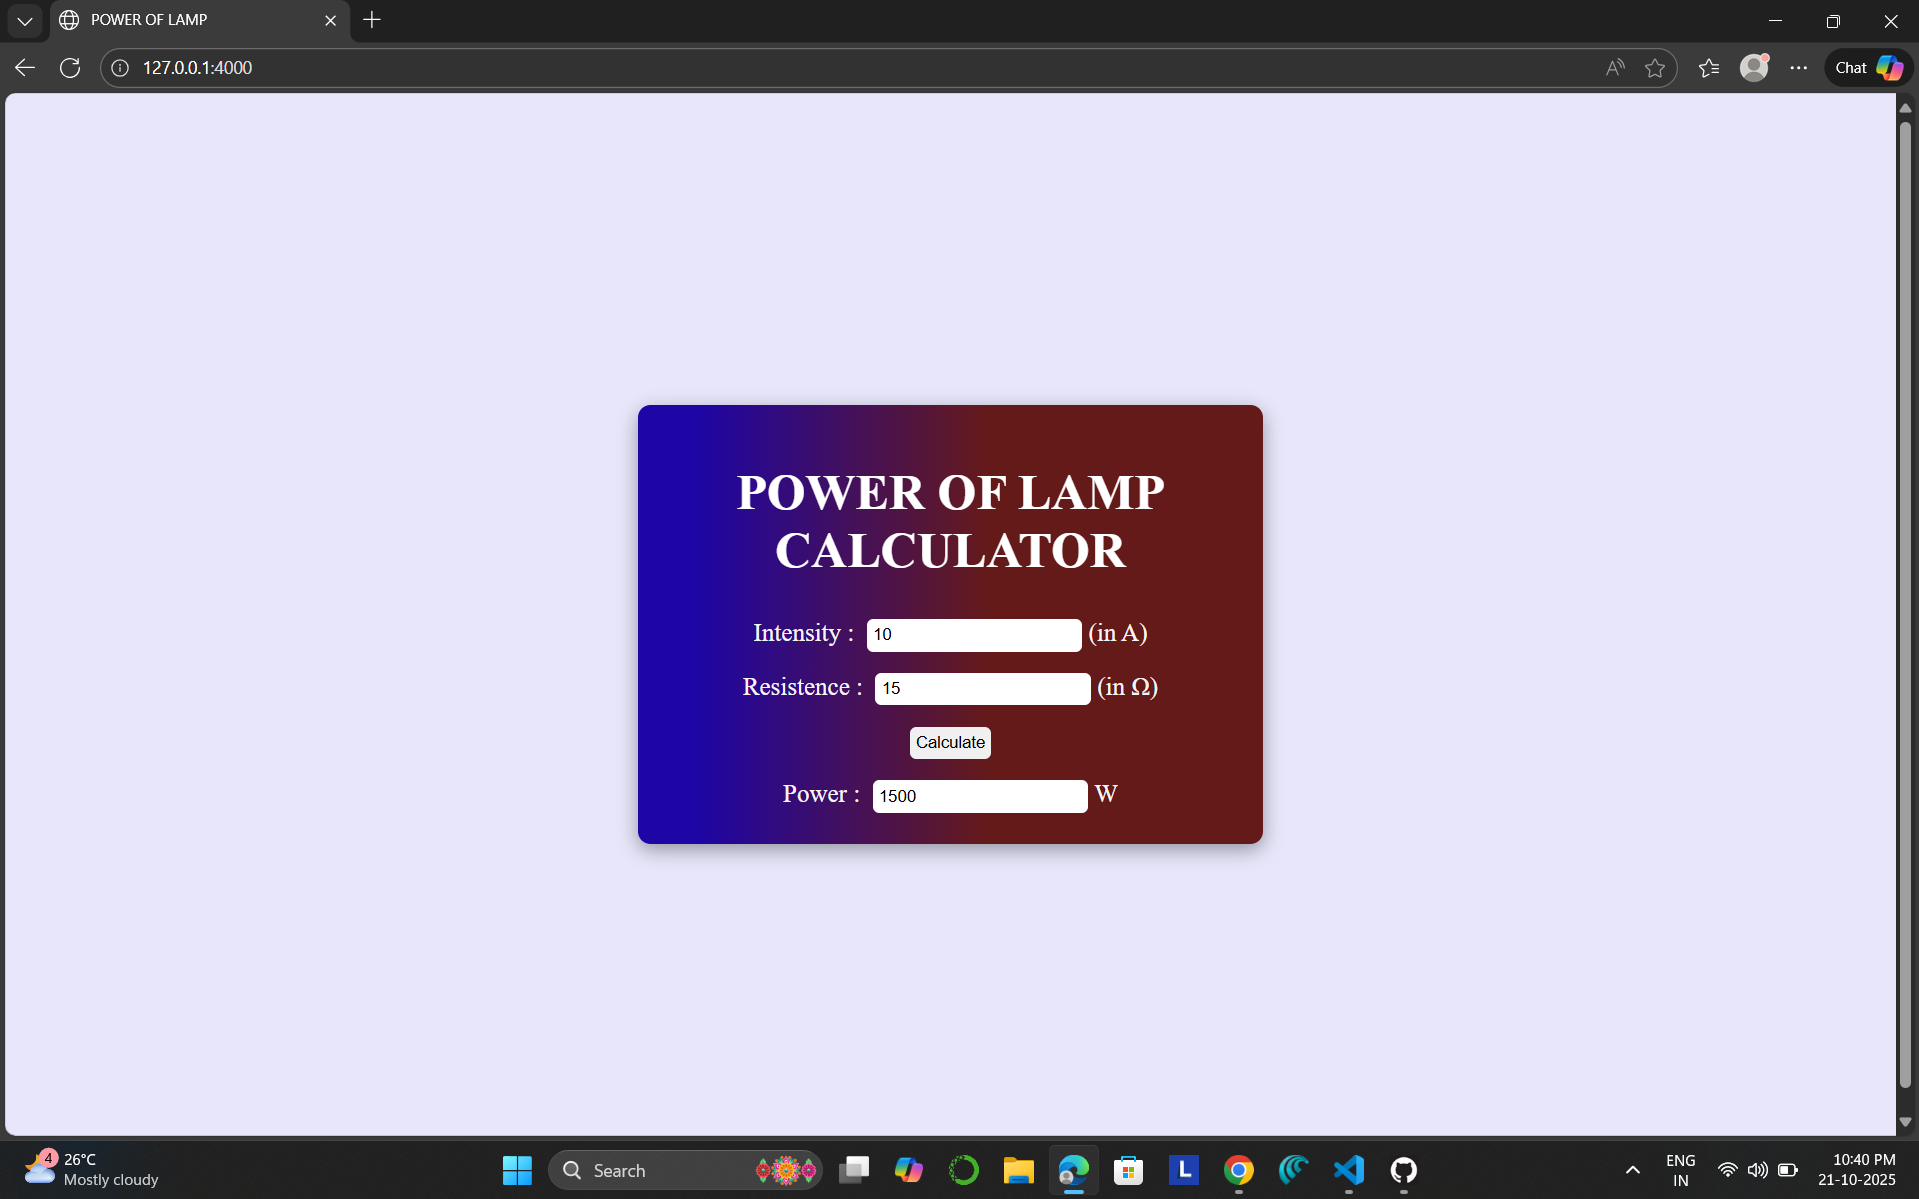 POWER OF LAMP
127.0.0.1:4000
Chat
POWER OF LAMP
CALCULATOR
Intensity : 10 (in A)
Resistence : 15 (in Ω)
Calculate
Power : 1500 W
4
26°C
Mostly cloudy
Search
L
ENG
IN
10:40 PM
21-10-2025